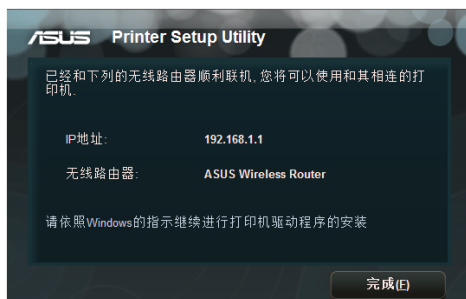 ASUS Printer Setup Utility
已经和下列的无线路由器顺利联机, 您将可以使用和其相连的打
印机.
IP地址: 192.168.1.1
无线路由器: ASUS Wireless Router
请依照Windows的指示继续进行打印机驱动程序的安装
完成(F)